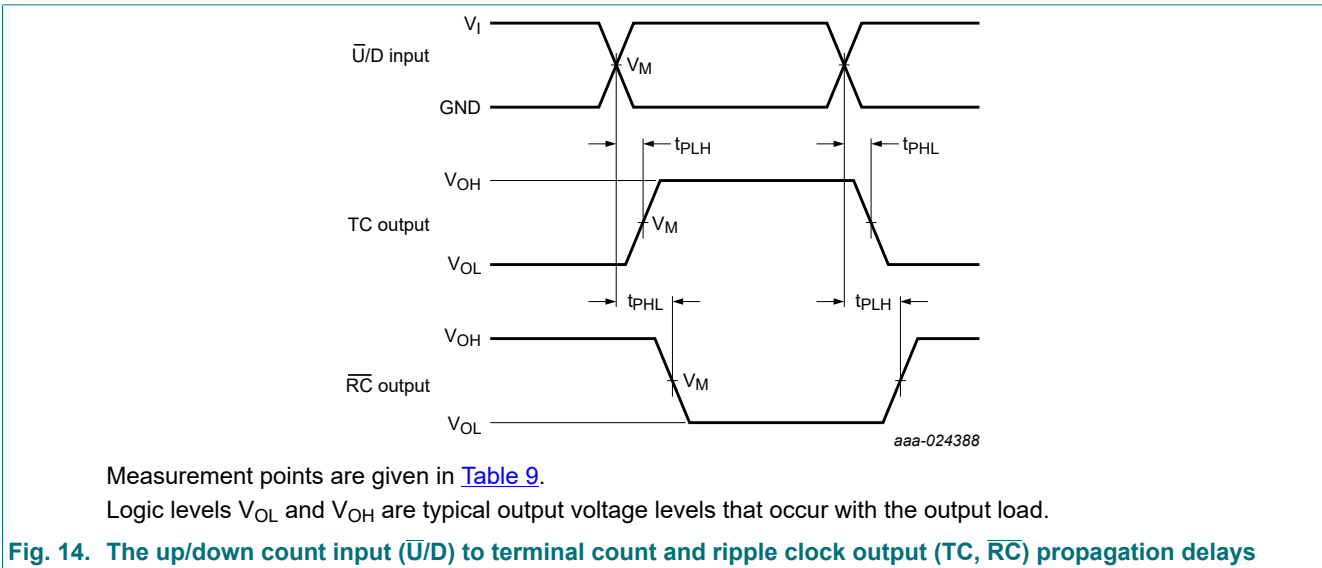 V_I
U̅/D input
V_M
GND
t_PLH
t_PHL
V_OH
TC output
V_M
V_OL
t_PHL
t_PLH
V_OH
R̅C̅ output
V_M
V_OL
aaa-024388
Measurement points are given in Table 9.
Logic levels V_OL and V_OH are typical output voltage levels that occur with the output load.
Fig. 14. The up/down count input (U̅/D) to terminal count and ripple clock output (TC, R̅C̅) propagation delays